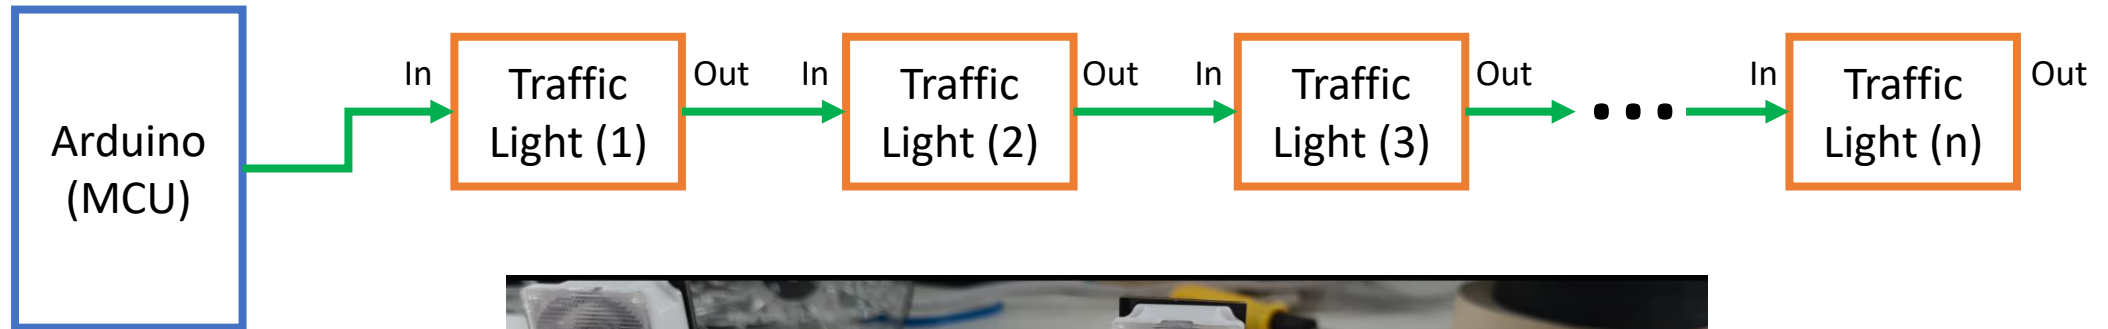 Arduino
(MCU)
In
Traffic
Light (1)
Out
In
Traffic
Light (2)
Out
In
Traffic
Light (3)
Out
In
Traffic
Light (n)
Out